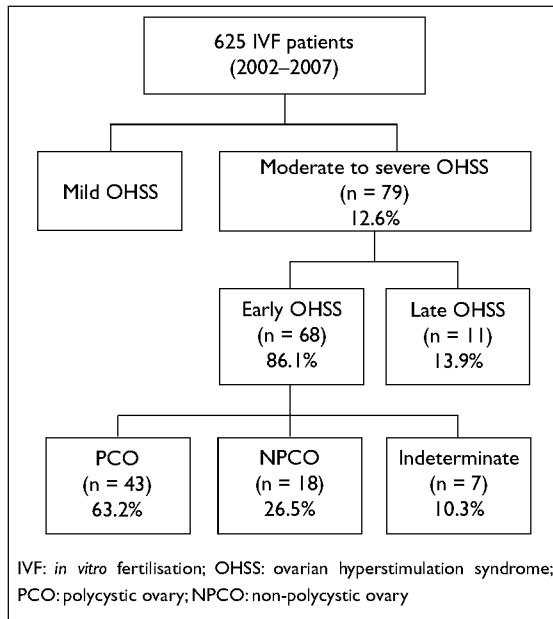 625 IVF patients
(2002–2007)
Mild OHSS
Moderate to severe OHSS
(n = 79)
12.6%
Early OHSS
(n = 68)
86.1%
Late OHSS
(n = 11)
13.9%
PCO
(n = 43)
63.2%
NPCO
(n = 18)
26.5%
Indeterminate
(n = 7)
10.3%
IVF: in vitro fertilisation; OHSS: ovarian hyperstimulation syndrome;
PCO: polycystic ovary; NPCO: non-polycystic ovary